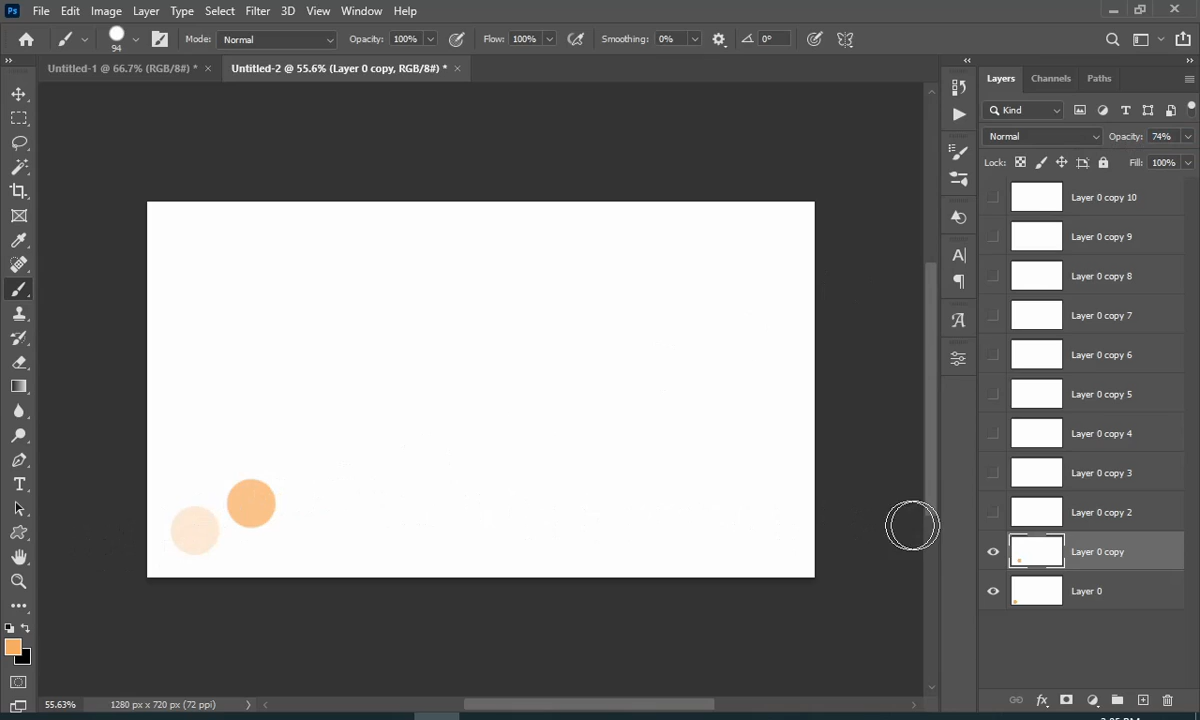 Ps File Edit Image Layer Type Select Filter 3D View Window Help
94 Mode: Normal Opacity: 100% Flow: 100% Smoothing: 0% 0°
Untitled-1 @ 66.7% (RGB/8#) * × Untitled-2 @ 55.6% (Layer 0 copy, RGB/8#) * ×
Layers Channels Paths
Kind
Normal Opacity: 74%
Lock: Fill: 100%
Layer 0 copy 10
Layer 0 copy 9
Layer 0 copy 8
Layer 0 copy 7
Layer 0 copy 6
Layer 0 copy 5
Layer 0 copy 4
Layer 0 copy 3
Layer 0 copy 2
Layer 0 copy
Layer 0
55.63% 1280 px x 720 px (72 ppi)